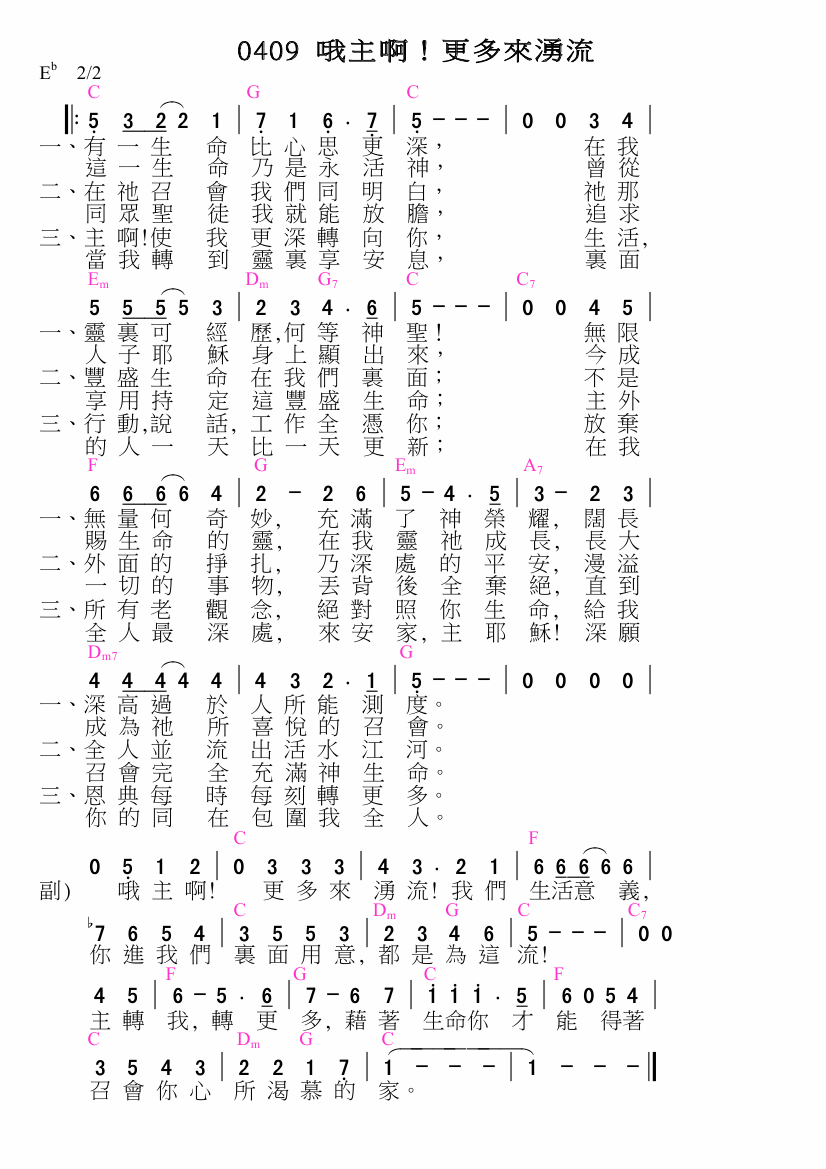 0409 哦主啊！更多來湧流
E♭ 2/2
C G C
5 3 2 2 1 | 7 1 6 . 7 | 5 － － － | 0 0 3 4 |
一、有一生 命 比心思 更 深， 在我
這一生 命 乃是永 活 神， 曾從
二、在祂召 會 我們同 明 白， 祂那
同眾聖 徒 我就能 放 膽， 追求
三、主啊!使 我 更深轉 向 你， 生活,
當我轉 到 靈裏享 安 息， 裏面
Em Dm G7 C C7
5 5 5 5 3 | 2 3 4 . 6 | 5 － － － | 0 0 4 5 |
一、靈裏可 經 歷,何等 神 聖! 無限
人子耶 穌 身上顯 出 來， 今成
二、豐盛生 命 在我們 裏 面； 不是
享用持 定 這豐盛 生 命； 主外
三、行動,說 話, 工作全 憑 你； 放棄
的人一 天 比一天 更 新； 在我
F G Em A7
6 6 6 6 4 | 2 － 2 6 | 5 － 4 . 5 | 3 － 2 3 |
一、無量何 奇 妙, 充滿 了 神榮 耀, 闊長
賜生命 的 靈, 在我 靈 祂成 長, 長大
二、外面的 掙 扎, 乃深 處 的平 安, 漫溢
一切的 事 物, 丟背 後 全棄 絕, 直到
三、所有老 觀 念, 絕對 照 你生 命, 給我
全人最 深 處, 來安 家,主耶 穌! 深願
Dm7 G
4 4 4 4 4 | 4 3 2 . 1 | 5 － － － | 0 0 0 0 |
一、深高過 於 人所能 測 度。
成為祂 所 喜悅的 召 會。
二、全人並 流 出活水 江 河。
召會完 全 充滿神 生 命。
三、恩典每 時 每刻轉 更 多。
你的同 在 包圍我 全 人。
C F
0 5 1 2 | 0 3 3 3 | 4 3 . 2 1 | 6 6 6 6 6 |
副) 哦主啊! 更多來 湧流!我們 生活意 義,
C Dm G C C7
♭7 6 5 4 | 3 5 5 3 | 2 3 4 6 | 5 － － － | 0 0
你進我們 裏面用意, 都是為這 流!
F G C F
4 5 | 6 － 5 . 6 | 7 － 6 7 | i i i . 5 | 6 0 5 4 |
主轉 我, 轉 更 多, 藉著 生命你 才 能 得著
C Dm G C
3 5 4 3 | 2 2 1 7 | 1 － － － | 1 － － － ‖
召會你心 所渴慕的 家。